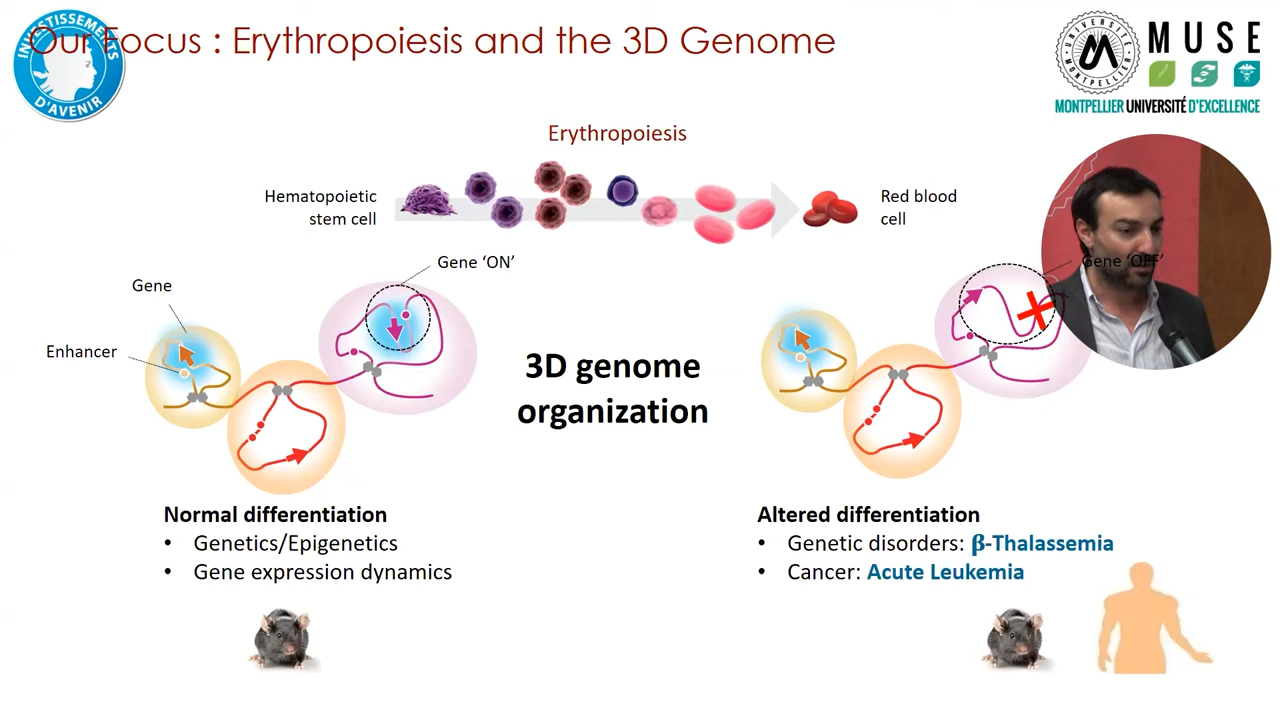 Our Focus : Erythropoiesis and the 3D Genome
INVESTISSEMENTS
D'AVENIR
UNIVERSITÉ
MONTPELLIER
MUSE
MONTPELLIER UNIVERSITÉ D'EXCELLENCE
Erythropoiesis
Hematopoietic
stem cell
Red blood
cell
Gene 'ON'
Gene
Enhancer
Gene 'OFF'
3D genome
organization
Normal differentiation
• Genetics/Epigenetics
• Gene expression dynamics
Altered differentiation
• Genetic disorders: β-Thalassemia
• Cancer: Acute Leukemia